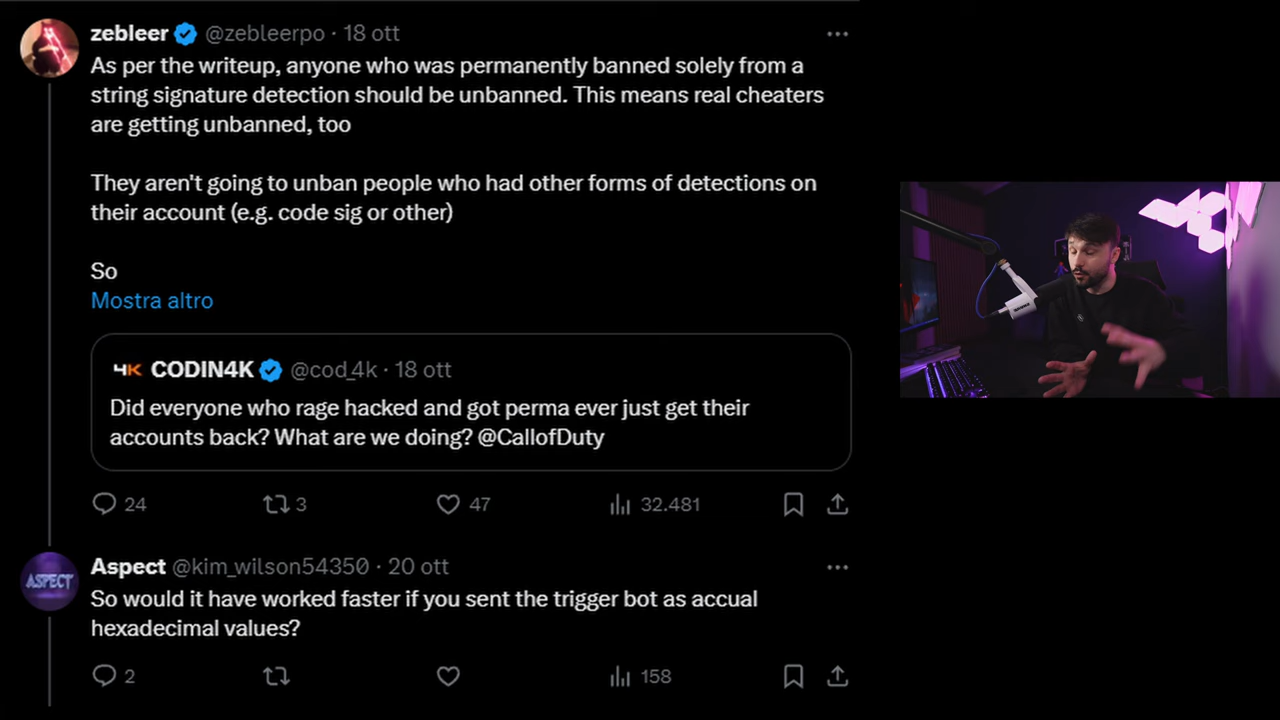 zebleer @zebleerpo · 18 ott
As per the writeup, anyone who was permanently banned solely from a
string signature detection should be unbanned. This means real cheaters
are getting unbanned, too
They aren't going to unban people who had other forms of detections on
their account (e.g. code sig or other)
So
Mostra altro
4K CODIN4K @cod_4k · 18 ott
Did everyone who rage hacked and got perma ever just get their
accounts back? What are we doing? @CallofDuty
24 3 47 32.481
ASPECT
Aspect @kim_wilson54350 · 20 ott
So would it have worked faster if you sent the trigger bot as accual
hexadecimal values?
2 158